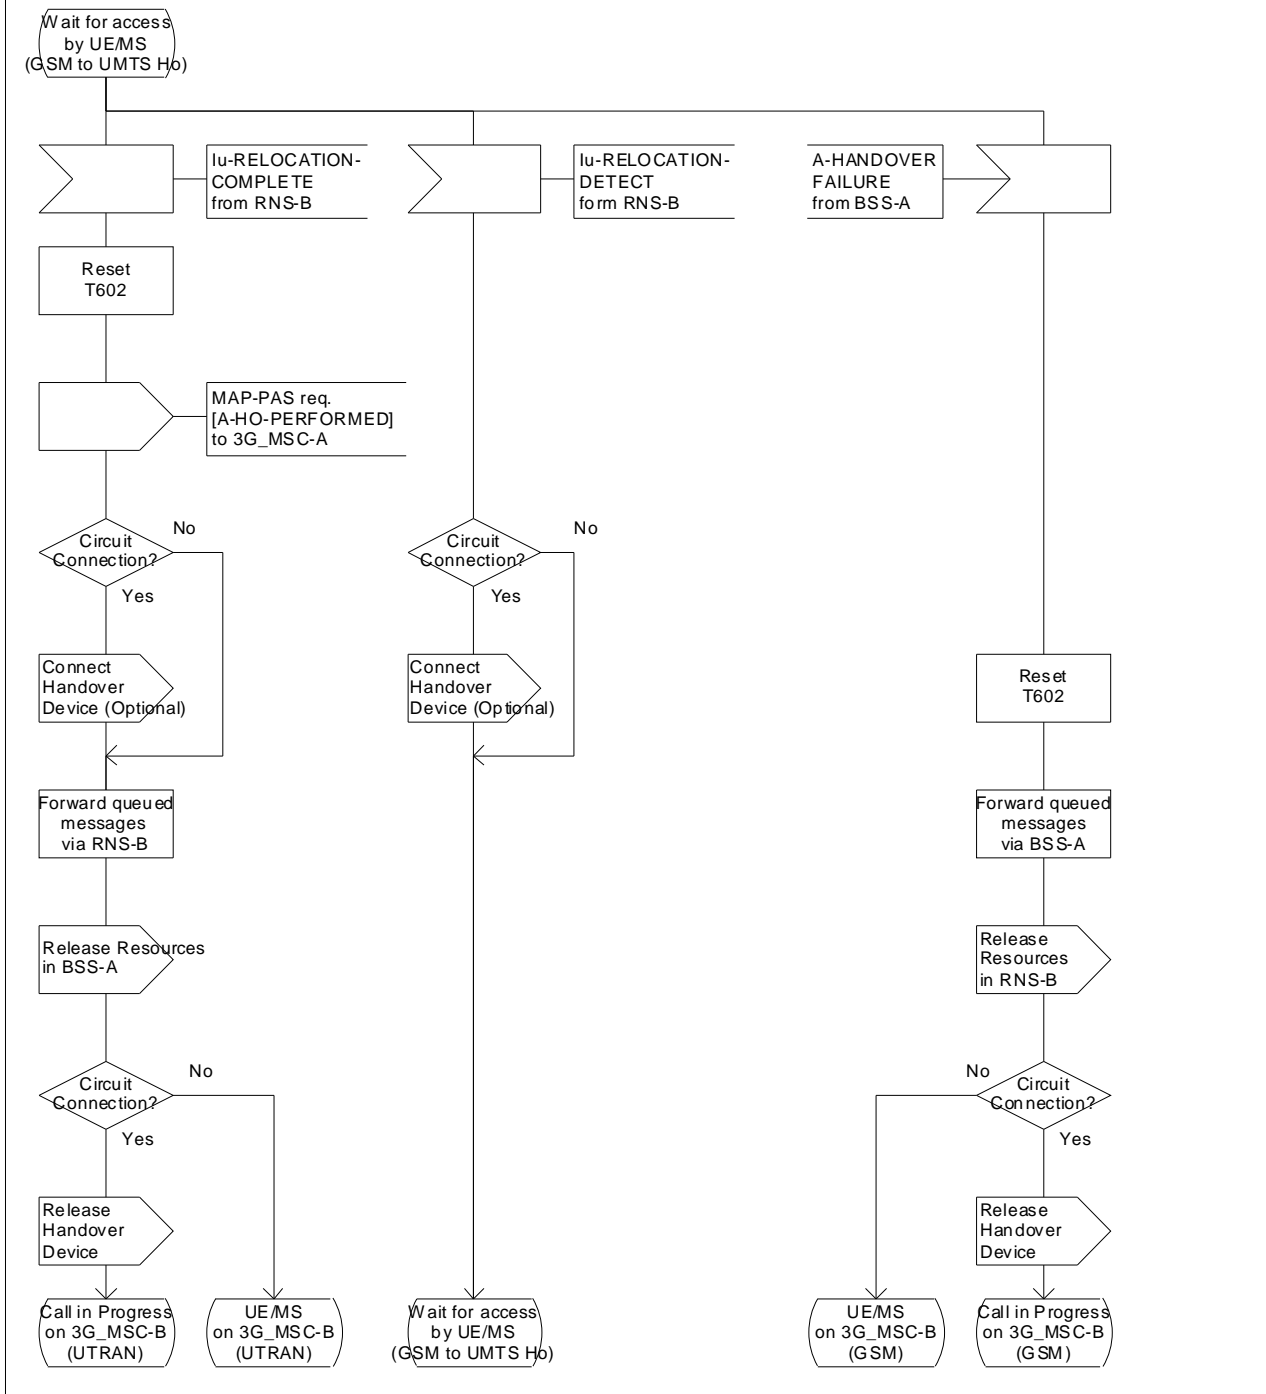 Wait for access
by UE/MS
(GSM to UMTS Ho)
Iu-RELOCATION-
COMPLETE
from RNS-B
Iu-RELOCATION-
DETECT
form RNS-B
A-HANDOVER
FAILURE
from BSS-A
Reset
T602
MAP-PAS req.
[A-HO-PERFORMED]
to 3G_MSC-A
Circuit
Connection?
No
Yes
Circuit
Connection?
No
Yes
Connect
Handover
Device (Optional)
Connect
Handover
Device (Optional)
Reset
T602
Forward queued
messages
via RNS-B
Forward queued
messages
via BSS-A
Release Resources
in BSS-A
Release
Resources
in RNS-B
Circuit
Connection?
No
Yes
No
Circuit
Connection?
Yes
Release
Handover
Device
Release
Handover
Device
Call in Progress
on 3G_MSC-B
(UTRAN)
UE/MS
on 3G_MSC-B
(UTRAN)
Wait for access
by UE/MS
(GSM to UMTS Ho)
UE/MS
on 3G_MSC-B
(GSM)
Call in Progress
on 3G_MSC-B
(GSM)